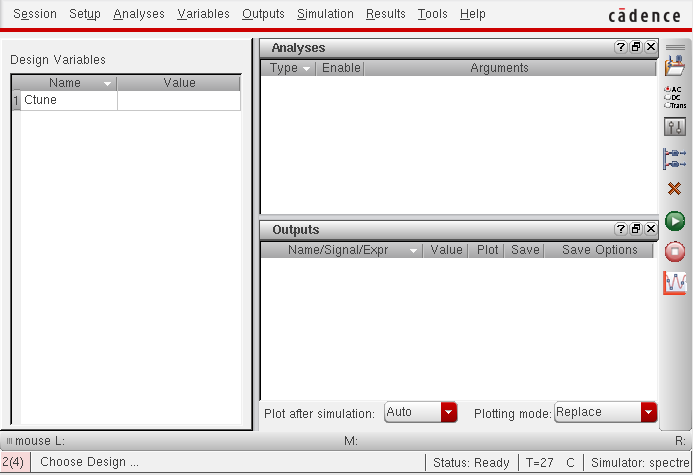 Session Setup Analyses Variables Outputs Simulation Results Tools Help cādence
Design Variables
Name Value
1 Ctune
Analyses ?
Type Enable Arguments
AC
DC
Trans
Outputs ?
Name/Signal/Expr Value Plot Save Save Options
Plot after simulation: Auto Plotting mode: Replace
mouse L: M: R:
2(4) Choose Design ... Status: Ready T=27 C Simulator: spectre